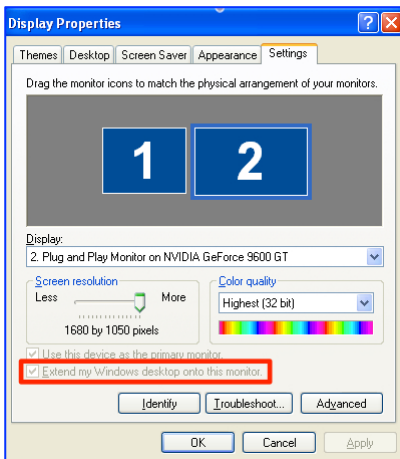 Display Properties
Themes Desktop Screen Saver Appearance Settings
Drag the monitor icons to match the physical arrangement of your monitors.
1 2
Display:
2. Plug and Play Monitor on NVIDIA GeForce 9600 GT
Screen resolution
Less More
1680 by 1050 pixels
Color quality
Highest (32 bit)
Use this device as the primary monitor.
Extend my Windows desktop onto this monitor.
Identify Troubleshoot... Advanced
OK Cancel Apply